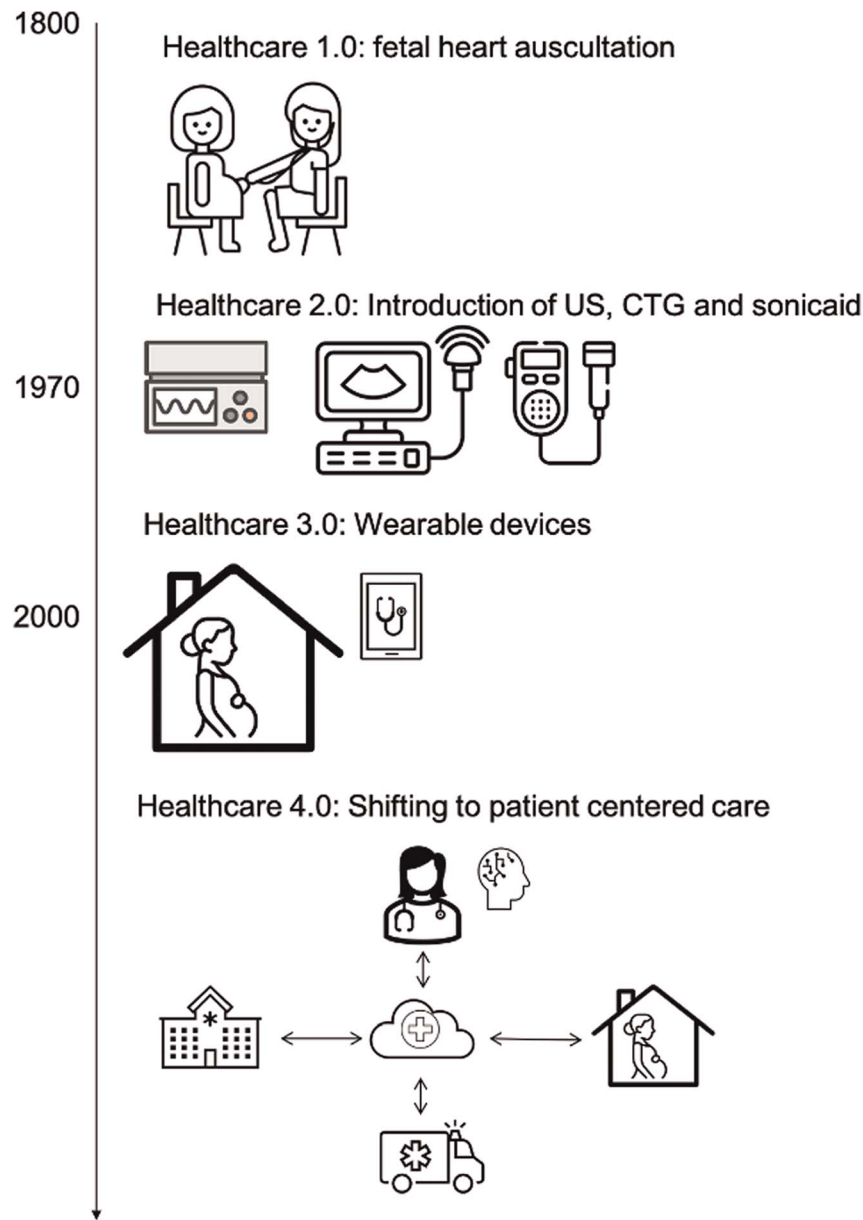 1800
Healthcare 1.0: fetal heart auscultation
Healthcare 2.0: Introduction of US, CTG and sonicaid
1970
Healthcare 3.0: Wearable devices
2000
Healthcare 4.0: Shifting to patient centered care